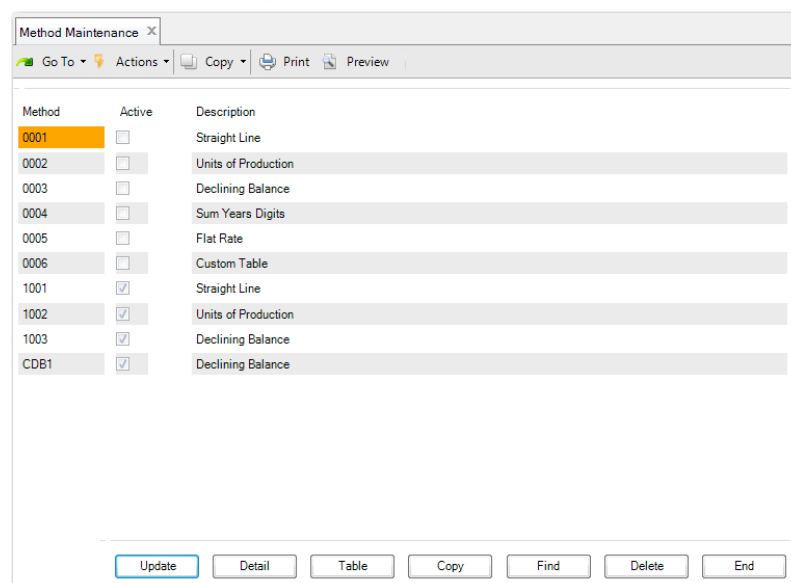 Method Maintenance X
Go To Actions Copy Print Preview
Method Active Description
0001 Straight Line
0002 Units of Production
0003 Declining Balance
0004 Sum Years Digits
0005 Flat Rate
0006 Custom Table
1001 Straight Line
1002 Units of Production
1003 Declining Balance
CDB1 Declining Balance
Update Detail Table Copy Find Delete End